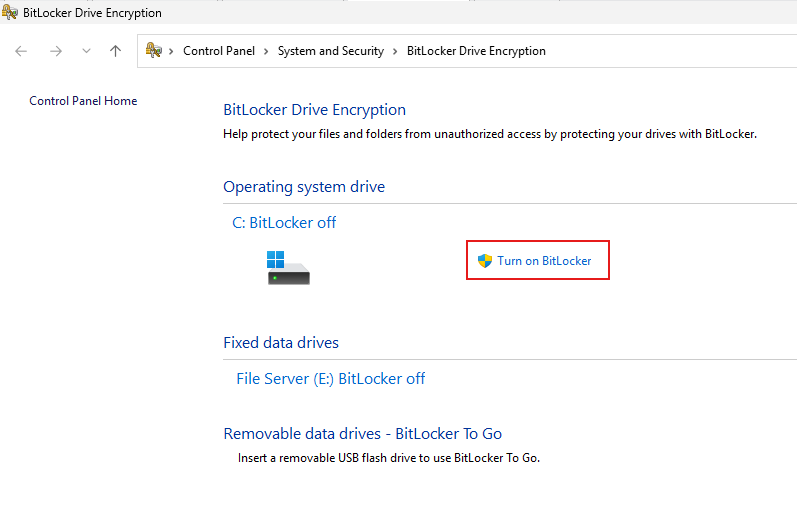 BitLocker Drive Encryption
Control Panel > System and Security > BitLocker Drive Encryption
Control Panel Home
BitLocker Drive Encryption
Help protect your files and folders from unauthorized access by protecting your drives with BitLocker.
Operating system drive
C: BitLocker off
Turn on BitLocker
Fixed data drives
File Server (E:) BitLocker off
Removable data drives - BitLocker To Go
Insert a removable USB flash drive to use BitLocker To Go.